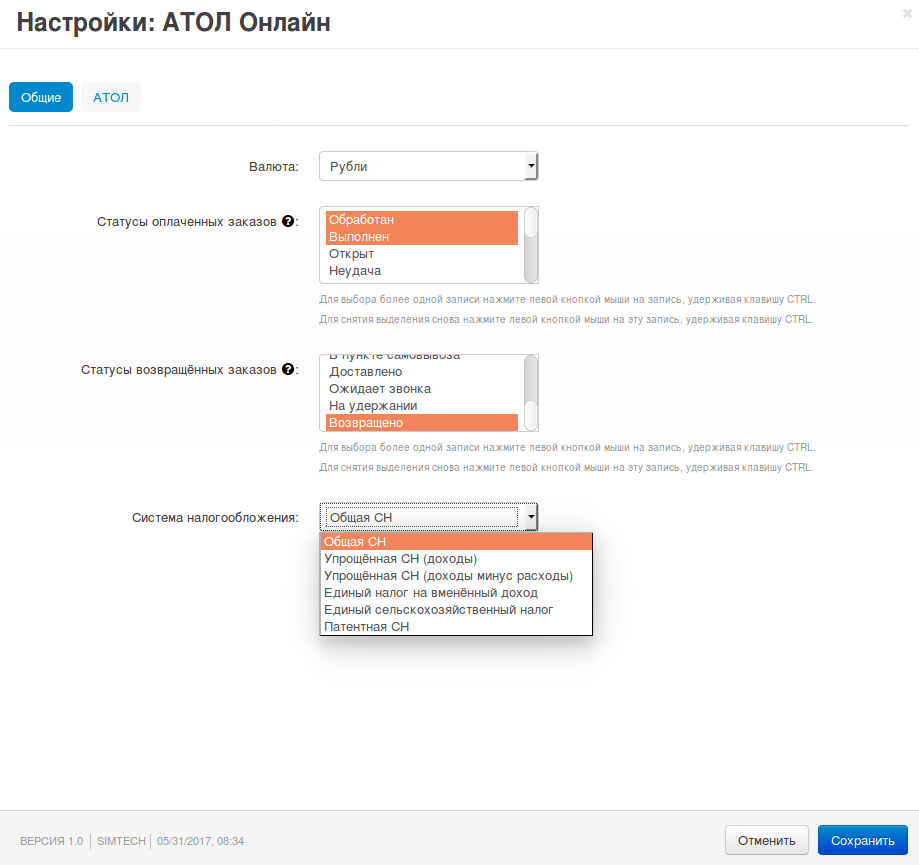 Настройки: АТОЛ Онлайн
×
Общие АТОЛ
Валюта: Рубли
Статусы оплаченных заказов ?:
Обработан
Выполнен
Открыт
Неудача
Для выбора более одной записи нажмите левой кнопкой мыши на запись, удерживая клавишу CTRL.
Для снятия выделения снова нажмите левой кнопкой мыши на эту запись, удерживая клавишу CTRL.
Статусы возвращённых заказов ?:
В пункте самовывоза
Доставлено
Ожидает звонка
На удержании
Возвращено
Для выбора более одной записи нажмите левой кнопкой мыши на запись, удерживая клавишу CTRL.
Для снятия выделения снова нажмите левой кнопкой мыши на эту запись, удерживая клавишу CTRL.
Система налогообложения: Общая СН
Общая СН
Упрощённая СН (доходы)
Упрощённая СН (доходы минус расходы)
Единый налог на вменённый доход
Единый сельскохозяйственный налог
Патентная СН
ВЕРСИЯ 1.0 | SIMTECH | 05/31/2017, 08:34
Отменить Сохранить